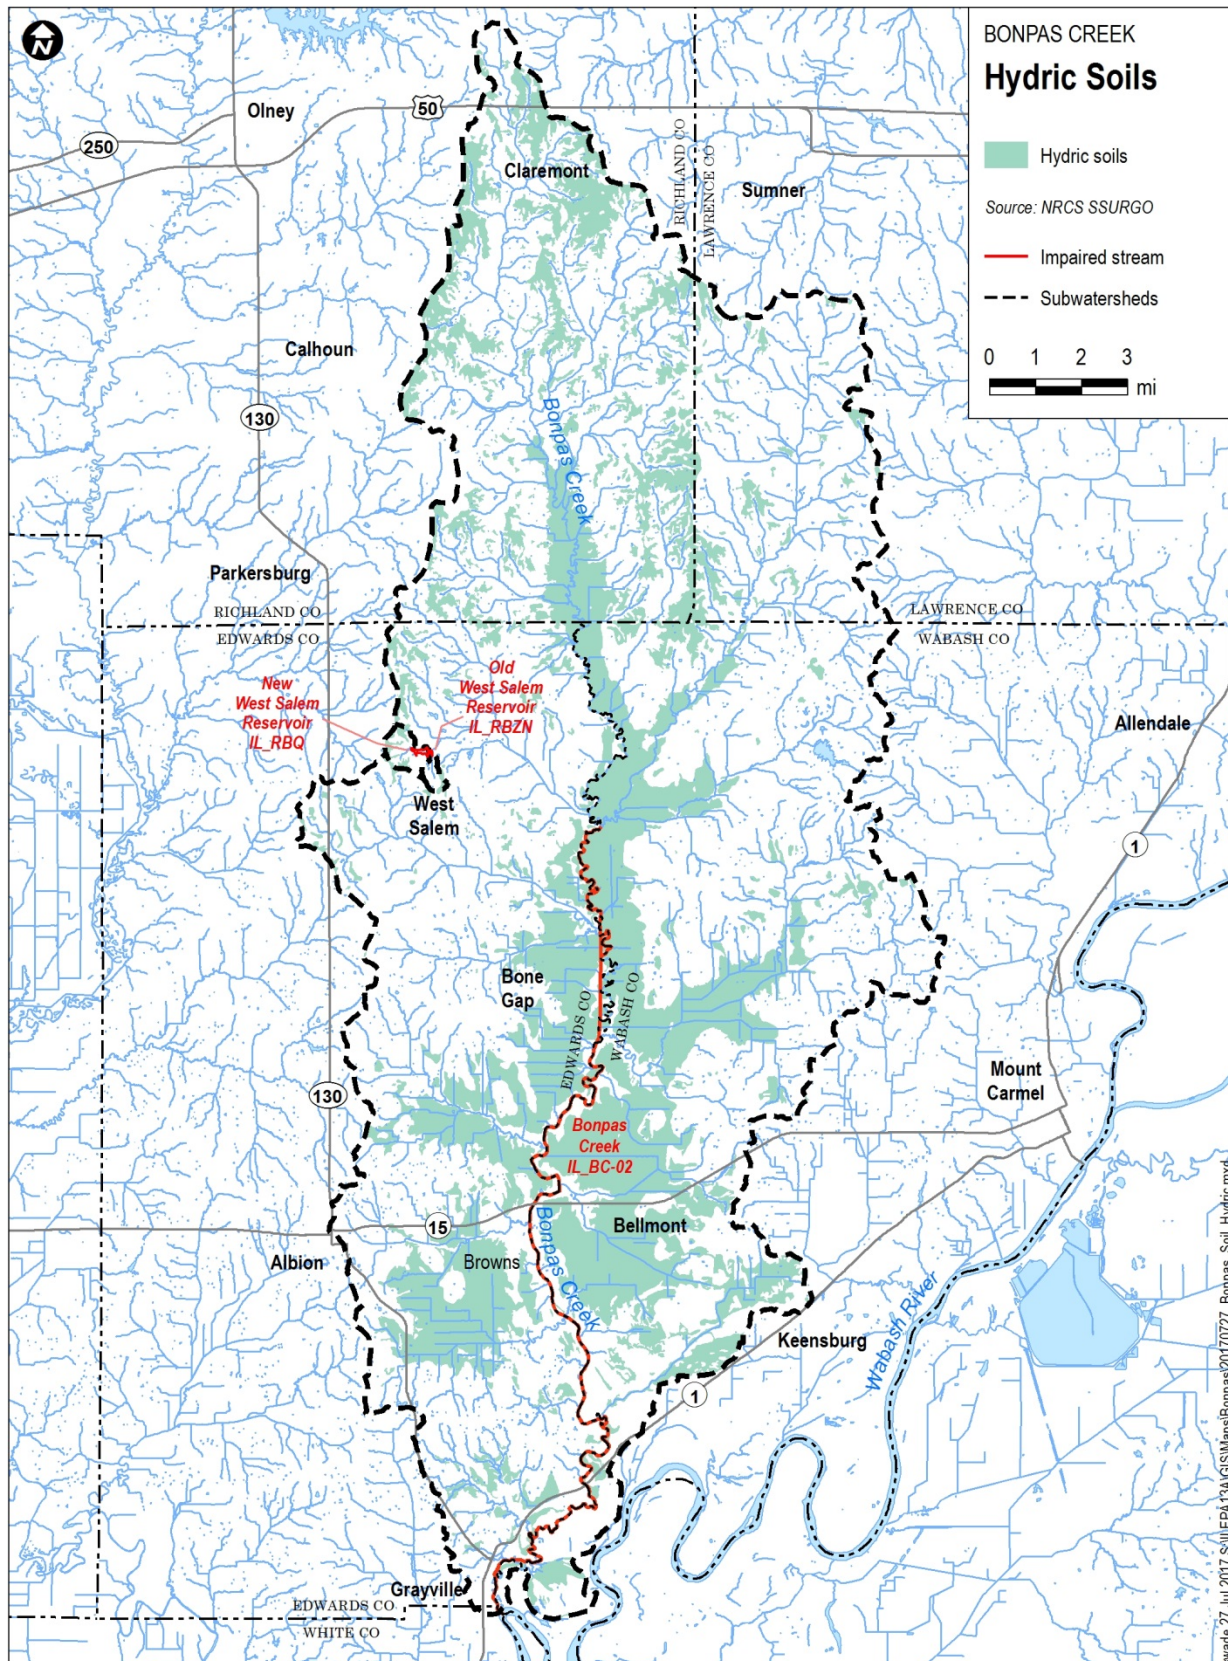 N
BONPAS CREEK
Hydric Soils
Hydric soils
Source: NRCS SSURGO
Impaired stream
Subwatersheds
0 1 2 3
mi
Olney
50
250
Claremont
RICHLAND CO
LAWRENCE CO
Sumner
Calhoun
130
Bonpas Creek
Parkersburg
RICHLAND CO
EDWARDS CO
LAWRENCE CO
WABASH CO
New
West Salem
Reservoir
IL_RBQ
Old
West Salem
Reservoir
IL_RBZN
Allendale
West
Salem
1
Bone
Gap
EDWARDS CO
WABASH CO
Mount
Carmel
130
Bonpas
Creek
IL_BC-02
15
Bonpas Creek
Bellmont
Albion
Browns
Keensburg
Wabash River
1
Grayville
EDWARDS CO
WHITE CO
27 Jul 2017